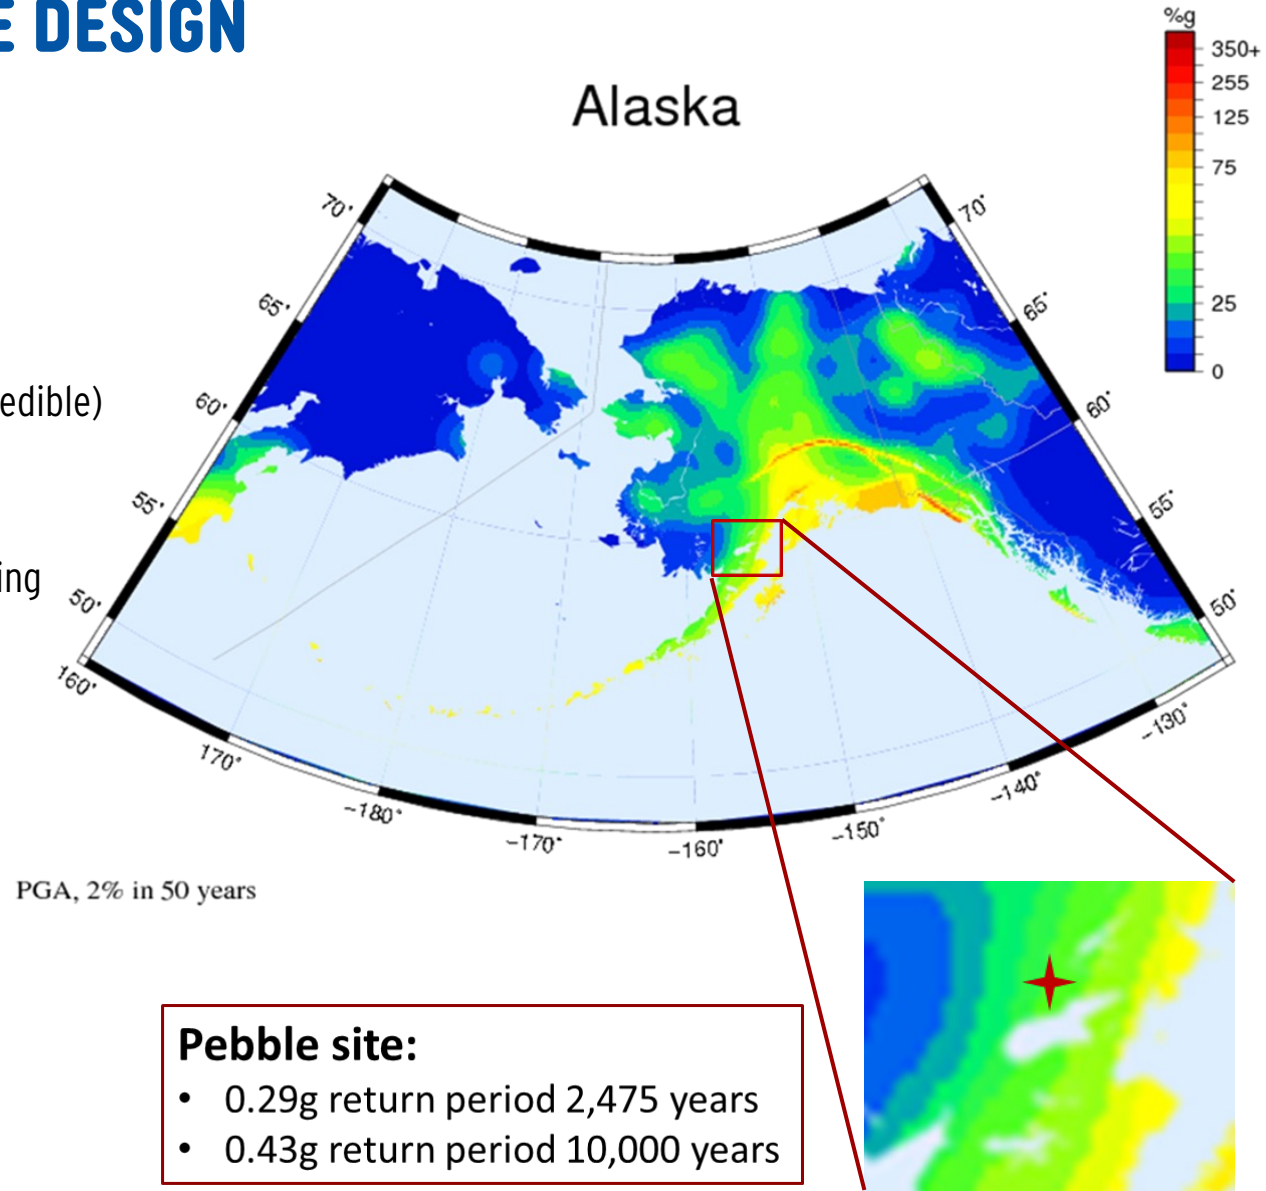 E DESIGN
%g
350+
255
125
75
25
0
Alaska
70°
65°
60°
55°
50°
160°
170°
−180°
−170°
−160°
−150°
−140°
−130°
70°
65°
60°
55°
50°
edible)
ing
PGA, 2% in 50 years
Pebble site:
• 0.29g return period 2,475 years
• 0.43g return period 10,000 years